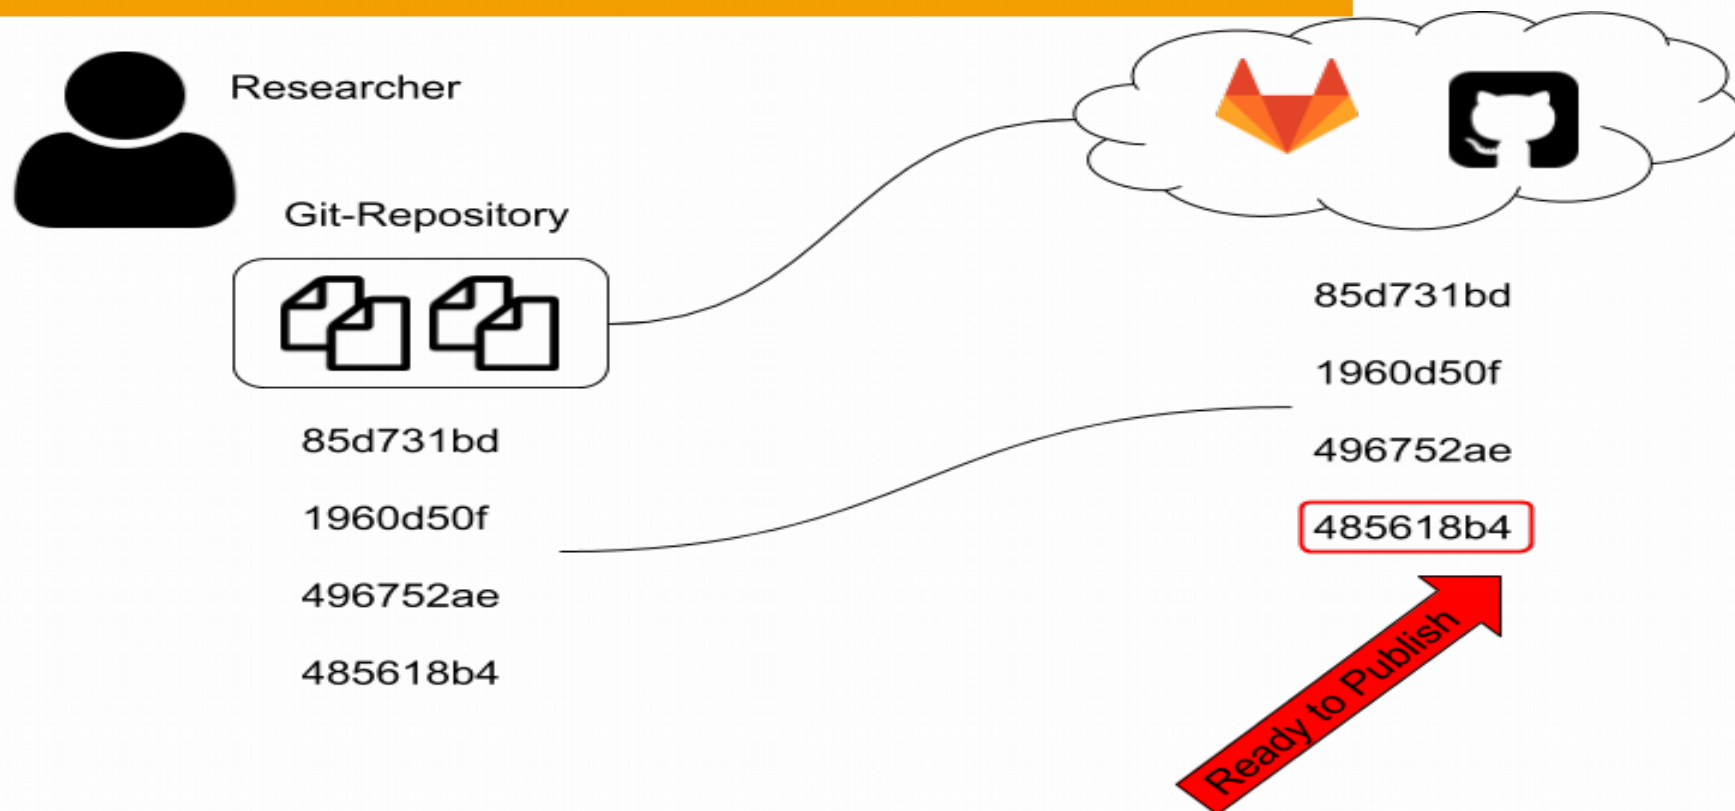 Researcher
Git-Repository
85d731bd
1960d50f
496752ae
485618b4
85d731bd
1960d50f
496752ae
485618b4
Ready to Publish